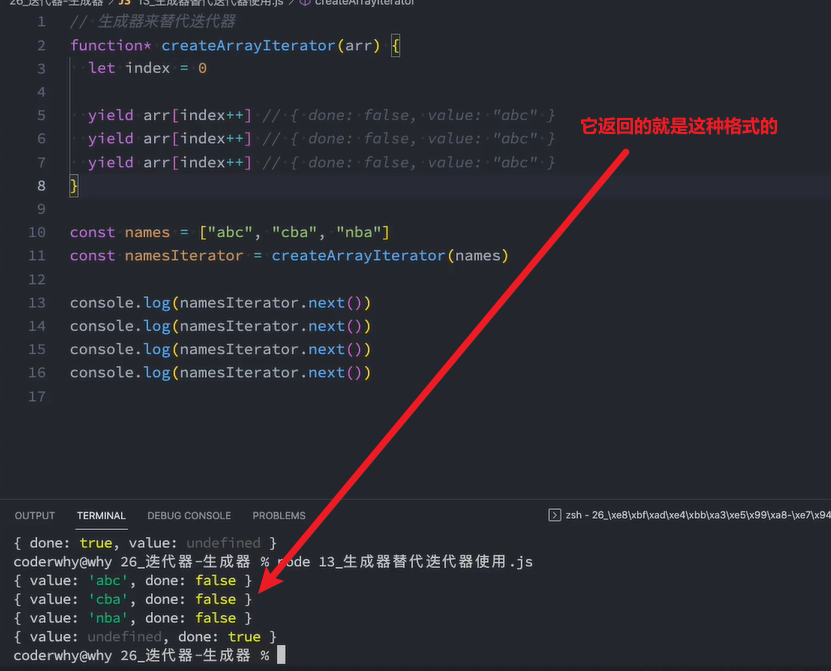 26_迭代器-生成器 > JS 13_生成器替代迭代器使用.js > createArrayIterator
1 // 生成器来替代迭代器
2 function* createArrayIterator(arr) {
3 let index = 0
4
5 yield arr[index++] // { done: false, value: "abc" }
6 yield arr[index++] // { done: false, value: "abc" }
7 yield arr[index++] // { done: false, value: "abc" }
8 }
9
10 const names = ["abc", "cba", "nba"]
11 const namesIterator = createArrayIterator(names)
12
13 console.log(namesIterator.next())
14 console.log(namesIterator.next())
15 console.log(namesIterator.next())
16 console.log(namesIterator.next())
17
它返回的就是这种格式的
OUTPUT TERMINAL DEBUG CONSOLE PROBLEMS
zsh - 26_\xe8\xbf\xad\xe4\xbb\xa3\xe5\x99\xa8-\xe7\x94
{ done: true, value: undefined }
coderwhy@why 26_迭代器-生成器 % node 13_生成器替代迭代器使用.js
{ value: 'abc', done: false }
{ value: 'cba', done: false }
{ value: 'nba', done: false }
{ value: undefined, done: true }
coderwhy@why 26_迭代器-生成器 %